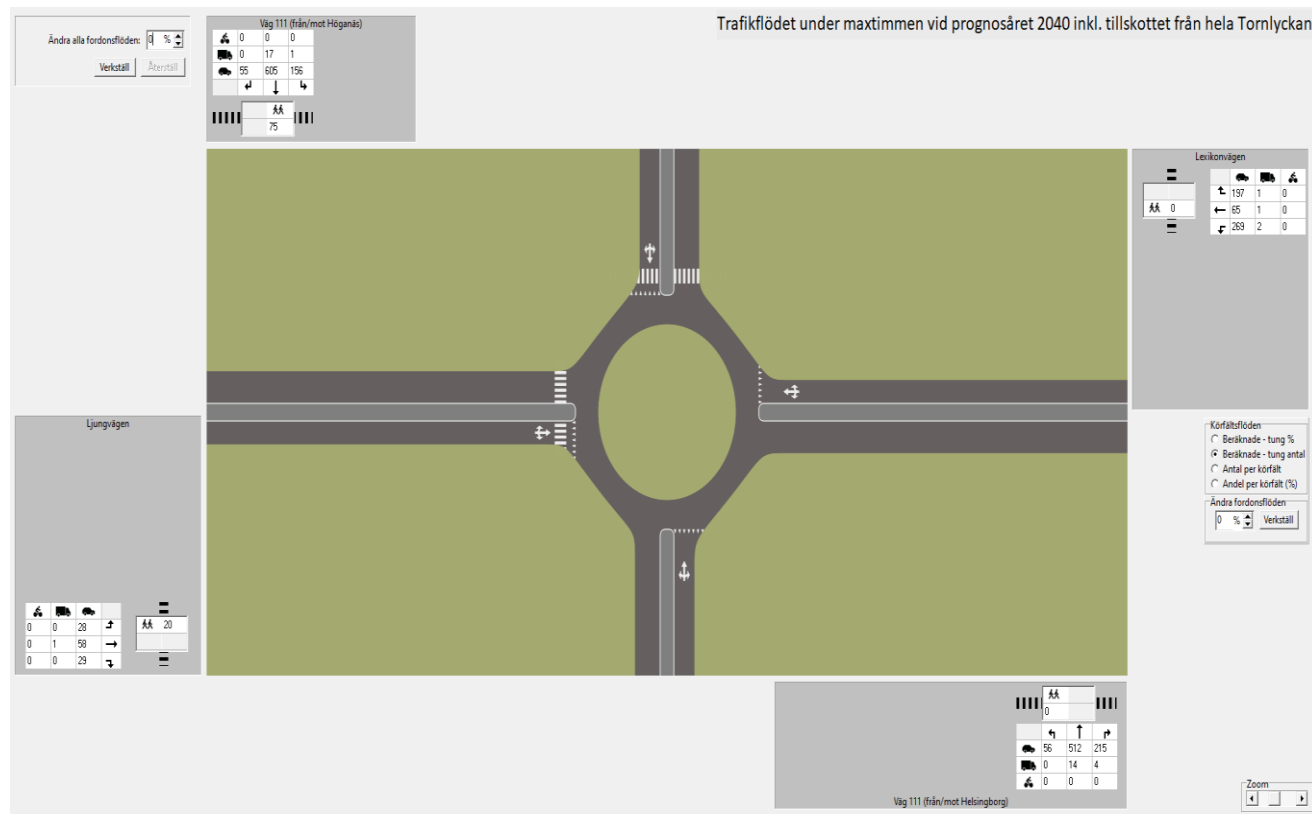 Trafikflödet under maxtimmen vid prognosåret 2040 inkl. tillskottet från hela Tornlyckan
Ändra alla fordonsflöden: 0 %
Verkställ Återställ
Väg 111 (från/mot Höganäs)
0 0 0
0 17 1
55 605 156
75
Lexikonvägen
197 1 0
0 65 1 0
269 2 0
Ljungvägen
0 0 28 20
0 1 58
0 0 29
Körfältsflöden
Beräknade - tung %
Beräknade - tung antal
Antal per körfält
Andel per körfält (%)
Ändra fordonsflöden
0 % Verkställ
0
56 512 215
0 14 4
0 0 0
Väg 111 (från/mot Helsingborg)
Zoom